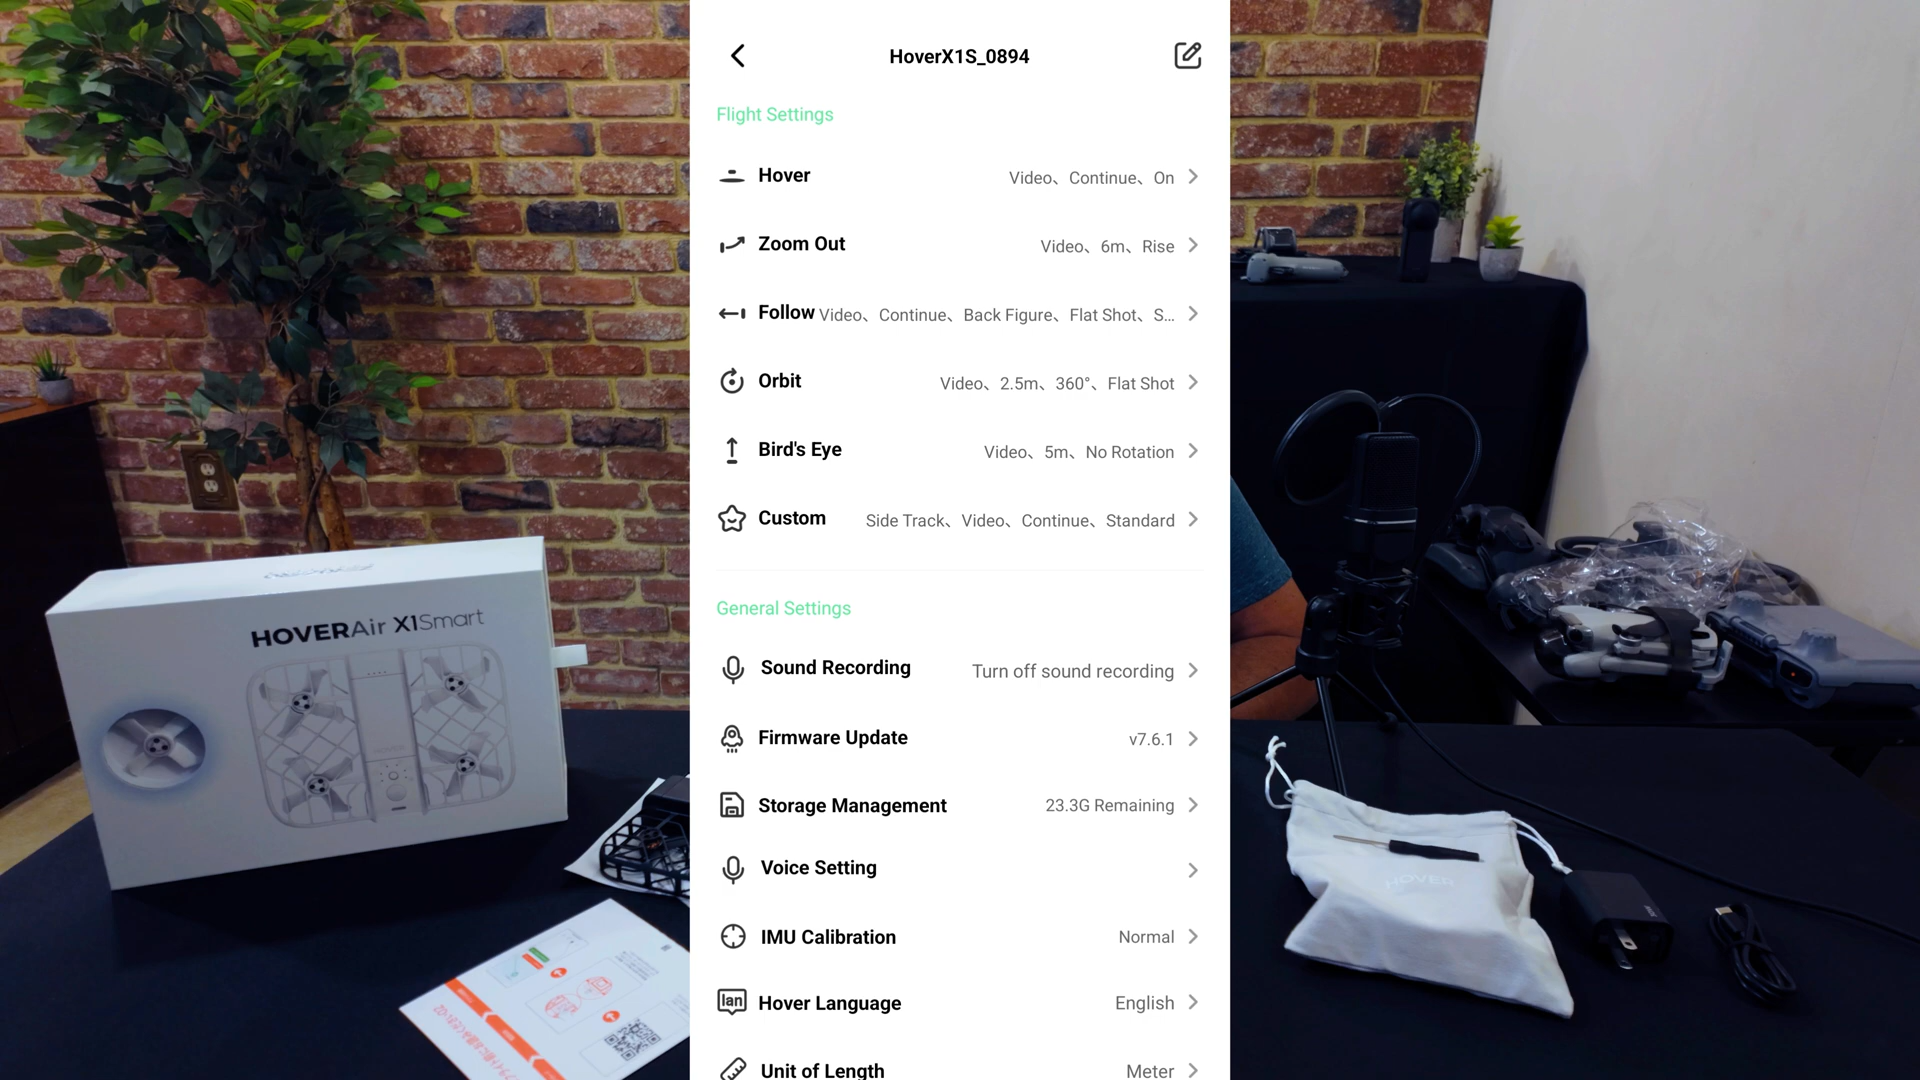 HoverX1S_0894
Flight Settings
Hover Video、Continue、On
Zoom Out Video、6m、Rise
Follow Video、Continue、Back Figure、Flat Shot、S...
Orbit Video、2.5m、360°、Flat Shot
Bird's Eye Video、5m、No Rotation
Custom Side Track、Video、Continue、Standard
General Settings
Sound Recording Turn off sound recording
Firmware Update v7.6.1
Storage Management 23.3G Remaining
Voice Setting
IMU Calibration Normal
lan Hover Language English
Unit of Length Meter
HOVERAir X1Smart
HOVER